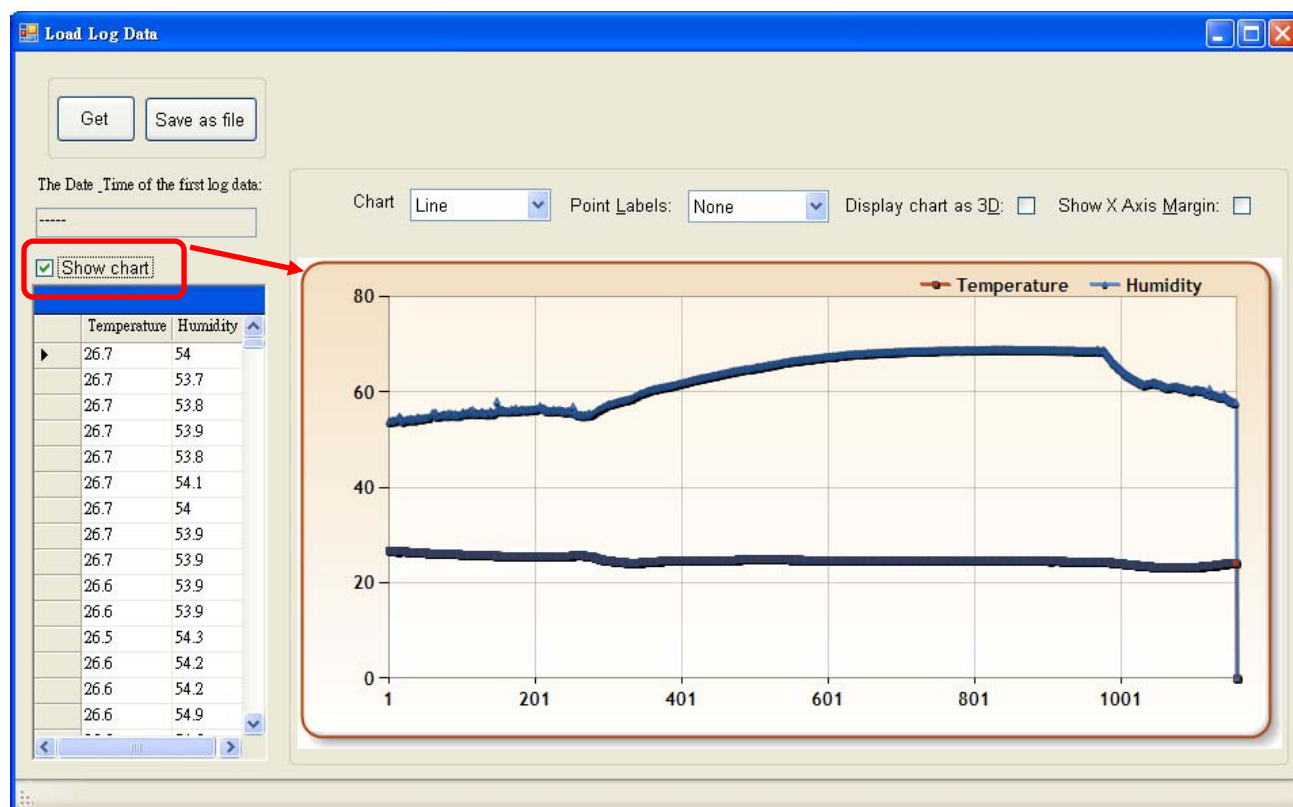 Load Log Data
Get
Save as file
The Date _Time of the first log data:
-----
Show chart
Chart
Line
Point Labels:
None
Display chart as 3D:
Show X Axis Margin:
Temperature Humidity
26.7 54
26.7 53.7
26.7 53.8
26.7 53.9
26.7 53.8
26.7 54.1
26.7 54
26.7 53.9
26.7 53.9
26.6 53.9
26.6 53.9
26.5 54.3
26.6 54.2
26.6 54.2
26.6 54.9
Temperature Humidity
80
60
40
20
0
1 201 401 601 801 1001